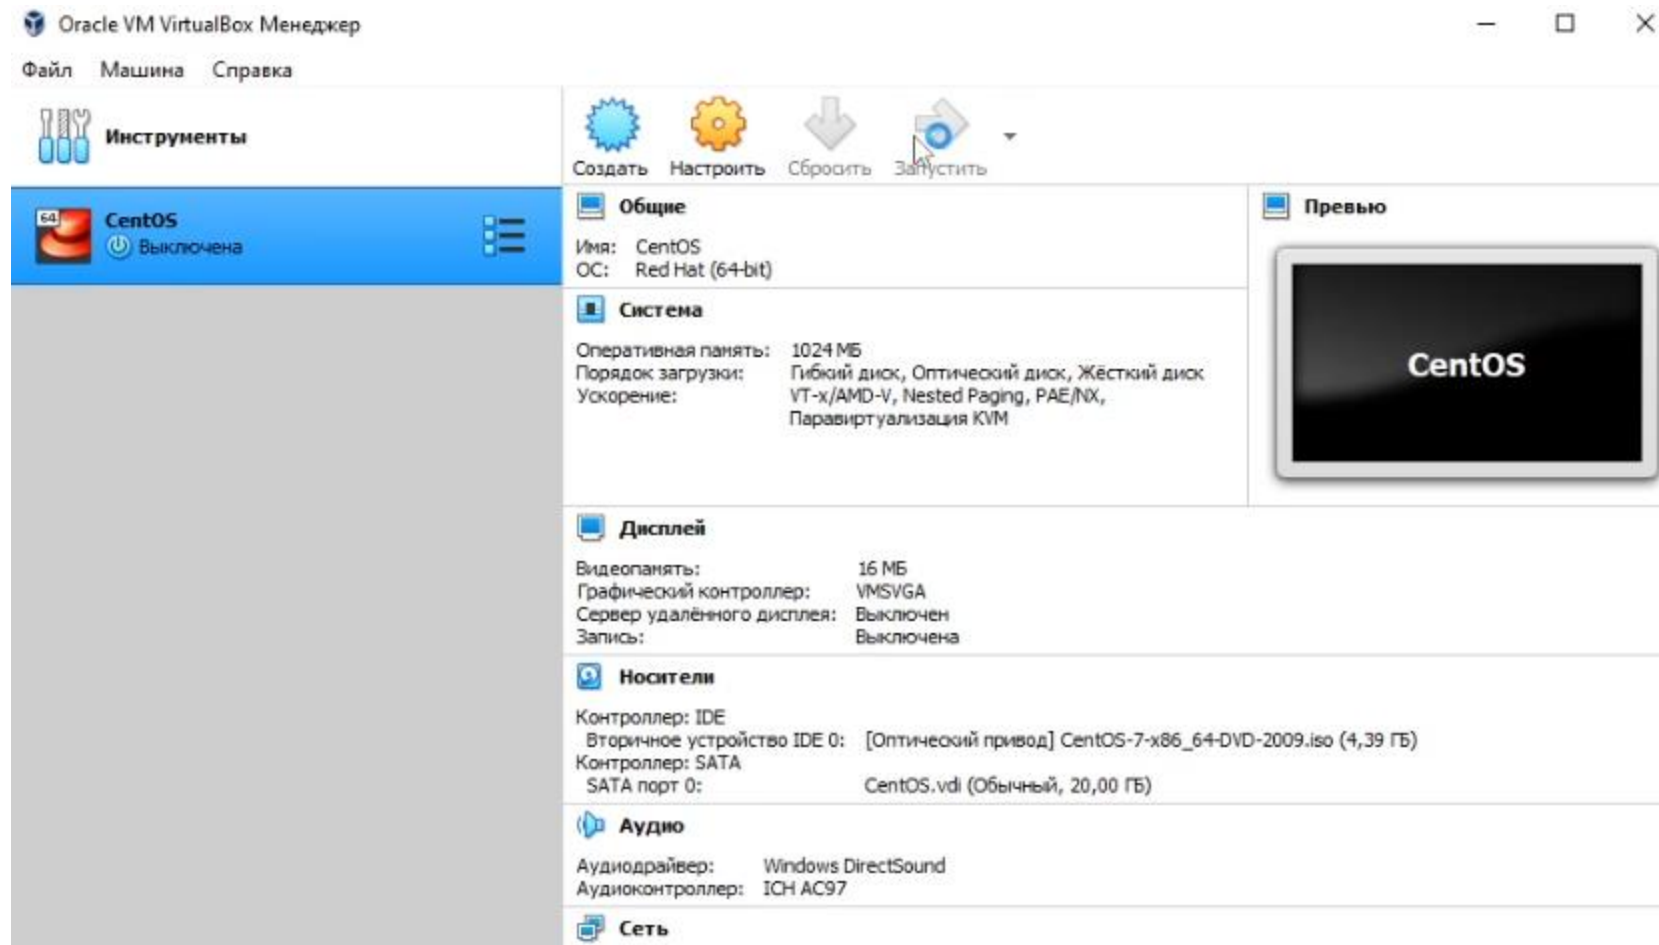 Oracle VM VirtualBox Менеджер
Файл Машина Справка
Инструменты
Создать Настроить Сбросить Запустить
64
CentOS
Выключена
Общие
Имя: CentOS
ОС: Red Hat (64-bit)
Превью
CentOS
Система
Оперативная память: 1024 МБ
Порядок загрузки: Гибкий диск, Оптический диск, Жёсткий диск
Ускорение: VT-x/AMD-V, Nested Paging, PAE/NX,
Паравиртуализация KVM
Дисплей
Видеопамять: 16 МБ
Графический контроллер: VMSVGA
Сервер удалённого дисплея: Выключен
Запись: Выключена
Носители
Контроллер: IDE
Вторичное устройство IDE 0: [Оптический привод] CentOS-7-x86_64-DVD-2009.iso (4,39 ГБ)
Контроллер: SATA
SATA порт 0: CentOS.vdi (Обычный, 20,00 ГБ)
Аудио
Аудиодрайвер: Windows DirectSound
Аудиоконтроллер: ICH AC97
Сеть